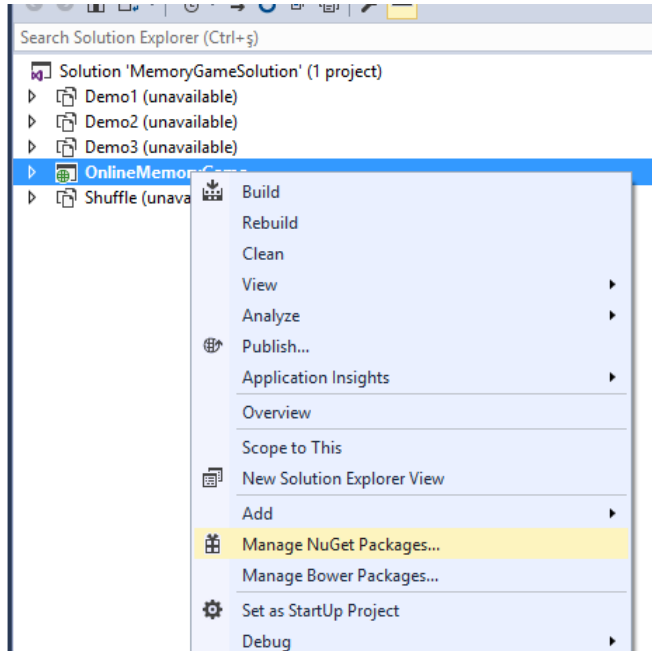 Search Solution Explorer (Ctrl+ş)
Solution 'MemoryGameSolution' (1 project)
Demo1 (unavailable)
Demo2 (unavailable)
Demo3 (unavailable)
OnlineMemoryGame
Shuffle (unava
Build
Rebuild
Clean
View
Analyze
Publish...
Application Insights
Overview
Scope to This
New Solution Explorer View
Add
Manage NuGet Packages...
Manage Bower Packages...
Set as StartUp Project
Debug